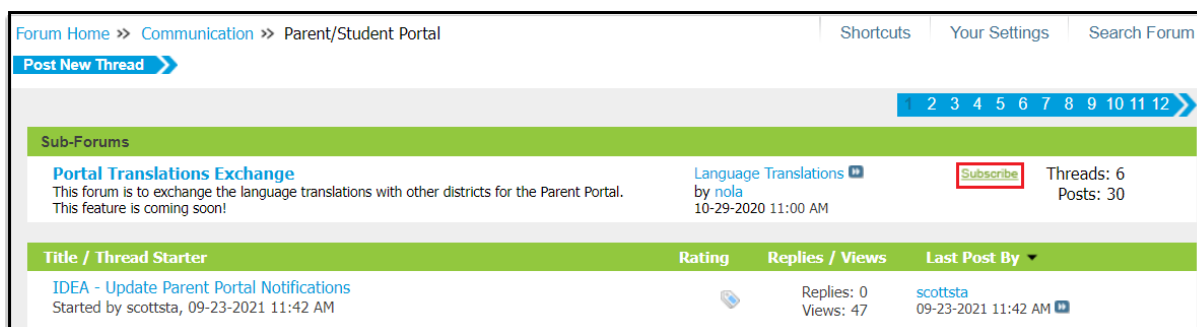 Forum Home >> Communication >> Parent/Student Portal
Shortcuts Your Settings Search Forum
Post New Thread
1 2 3 4 5 6 7 8 9 10 11 12
Sub-Forums
Portal Translations Exchange
This forum is to exchange the language translations with other districts for the Parent Portal.
This feature is coming soon!
Language Translations
by nola
10-29-2020 11:00 AM
Subscribe
Threads: 6
Posts: 30
Title / Thread Starter Rating Replies / Views Last Post By
IDEA - Update Parent Portal Notifications
Started by scottsta, 09-23-2021 11:42 AM
Replies: 0
Views: 47
scottsta
09-23-2021 11:42 AM